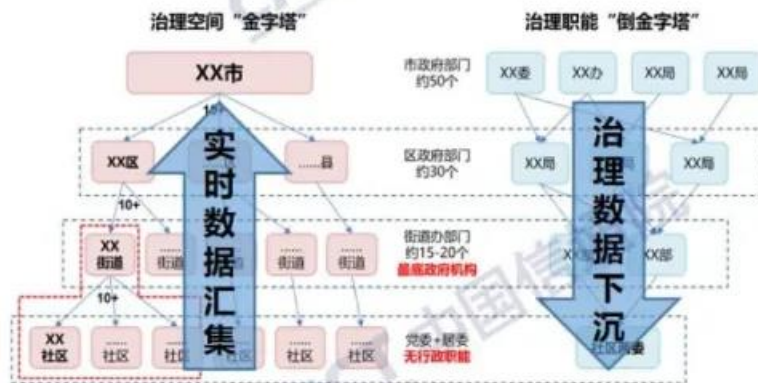 治理空间“金字塔”
治理职能“倒金字塔”
XX市
市政府部门
约50个
XX委
XX办
XX局
XX局
XX区
……县
区政府部门
约30个
XX局
局
XX局
10+
XX
街道
……
街道
……
街道
……
街道
街道办部门
约15-20个
最底政府机构
XX部
10+
XX
社区
……
社区
……
社区
社区
……
社区
……
社区
党委+居委
无行政职能
实时数据汇集
治理数据下沉
中国信
院